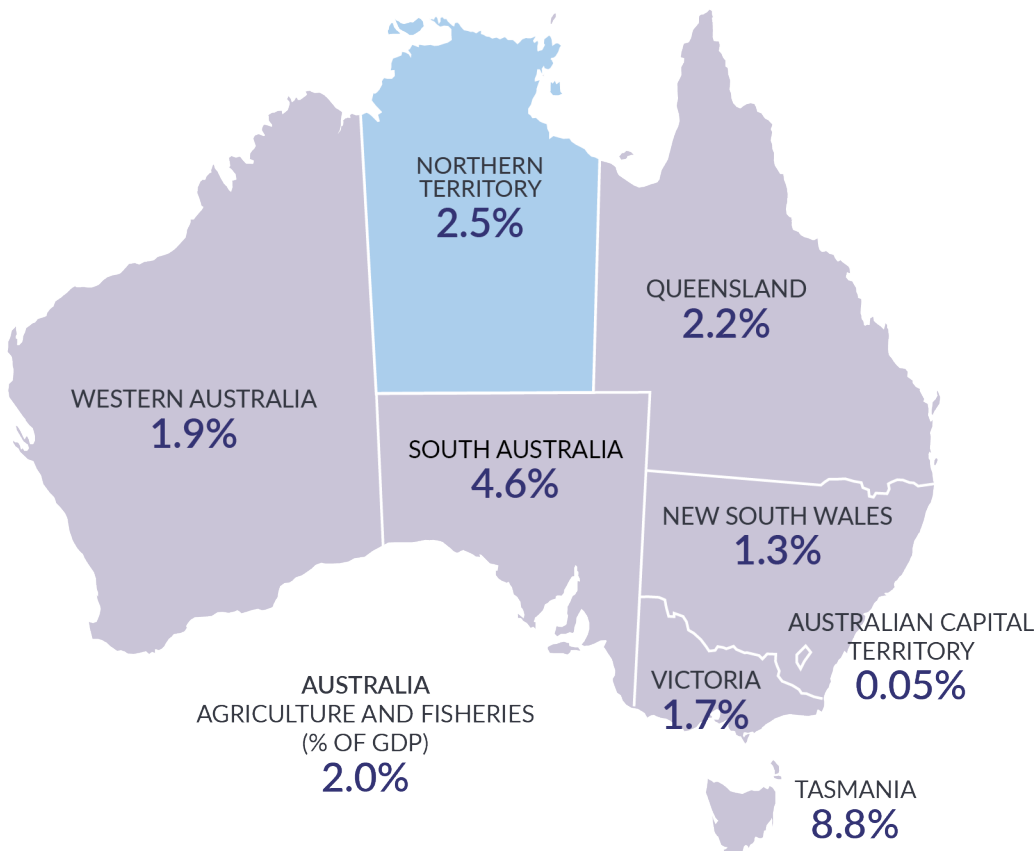 NORTHERN
TERRITORY
2.5%
QUEENSLAND
2.2%
WESTERN AUSTRALIA
1.9%
SOUTH AUSTRALIA
4.6%
NEW SOUTH WALES
1.3%
AUSTRALIAN CAPITAL
TERRITORY
0.05%
VICTORIA
1.7%
AUSTRALIA
AGRICULTURE AND FISHERIES
(% OF GDP)
2.0%
TASMANIA
8.8%